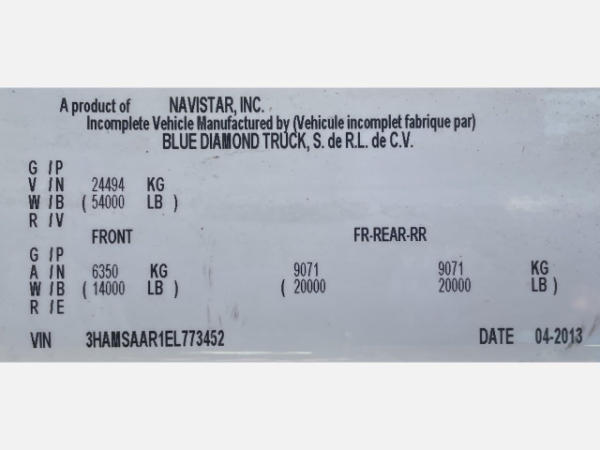 A product of NAVISTAR, INC.
Incomplete Vehicle Manufactured by (Vehicule incomplet fabrique par)
BLUE DIAMOND TRUCK, S. de R.L. de C.V.
G / P
V / N 24494 KG
W / B ( 54000 LB )
R / V
FRONT FR-REAR-RR
G / P
A / N 6350 KG 9071 9071 KG
W / B ( 14000 LB ) ( 20000 20000 LB )
R / E
VIN 3HAMSAAR1EL773452 DATE 04-2013